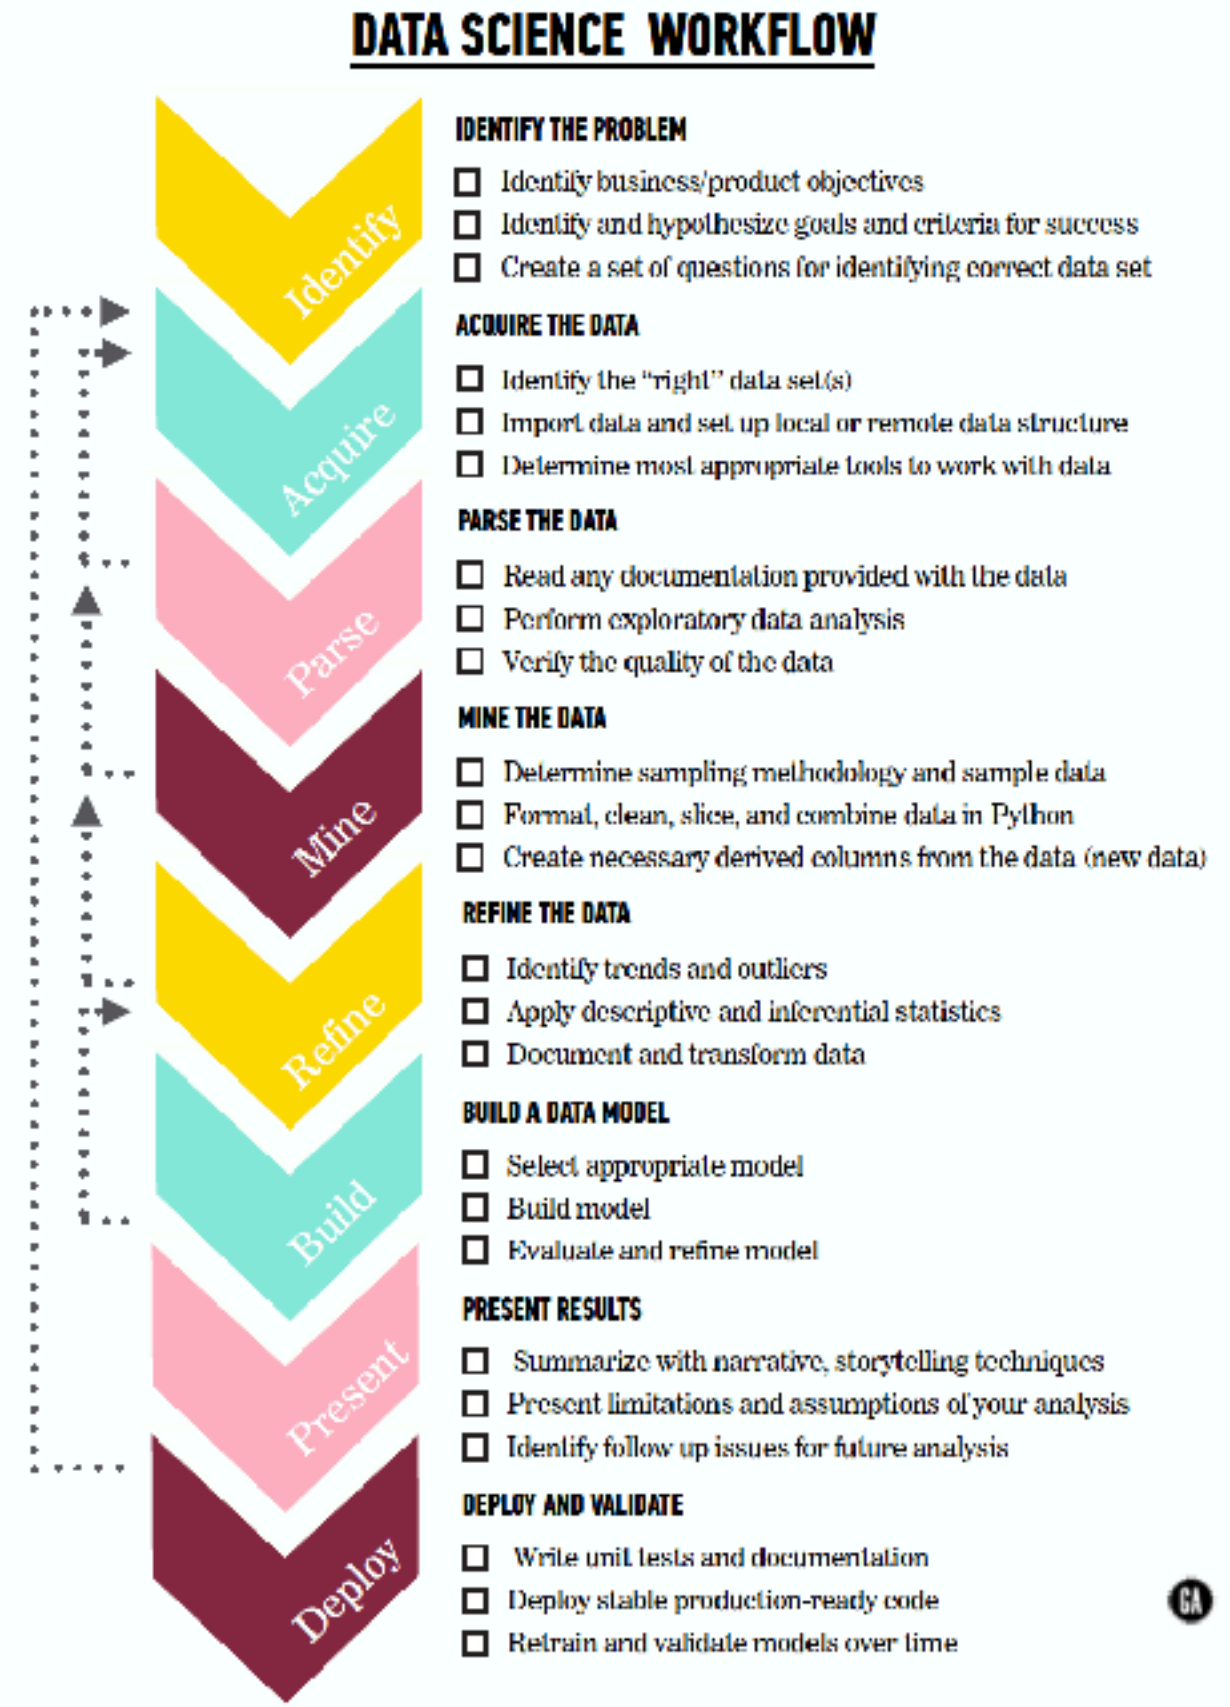 DATA SCIENCE WORKFLOW
IDENTIFY THE PROBLEM
Identify business/product objectives
Identify and hypothesize goals and criteria for success
Create a set of questions for identifying correct data set
Identify
ACQUIRE THE DATA
Identify the “right” data set(s)
Import data and set up local or remote data structure
Determine most appropriate tools to work with data
Acquire
PARSE THE DATA
Read any documentation provided with the data
Perform exploratory data analysis
Verify the quality of the data
Parse
MINE THE DATA
Determine sampling methodology and sample data
Format, clean, slice, and combine data in Python
Create necessary derived columns from the data (new data)
Mine
REFINE THE DATA
Identify trends and outliers
Apply descriptive and inferential statistics
Document and transform data
Refine
BUILD A DATA MODEL
Select appropriate model
Build model
Evaluate and refine model
Build
PRESENT RESULTS
Summarize with narrative, storytelling techniques
Present limitations and assumptions of your analysis
Identify follow up issues for future analysis
Present
DEPLOY AND VALIDATE
Write unit tests and documentation
Deploy stable production-ready code
Retrain and validate models over time
Deploy
GA